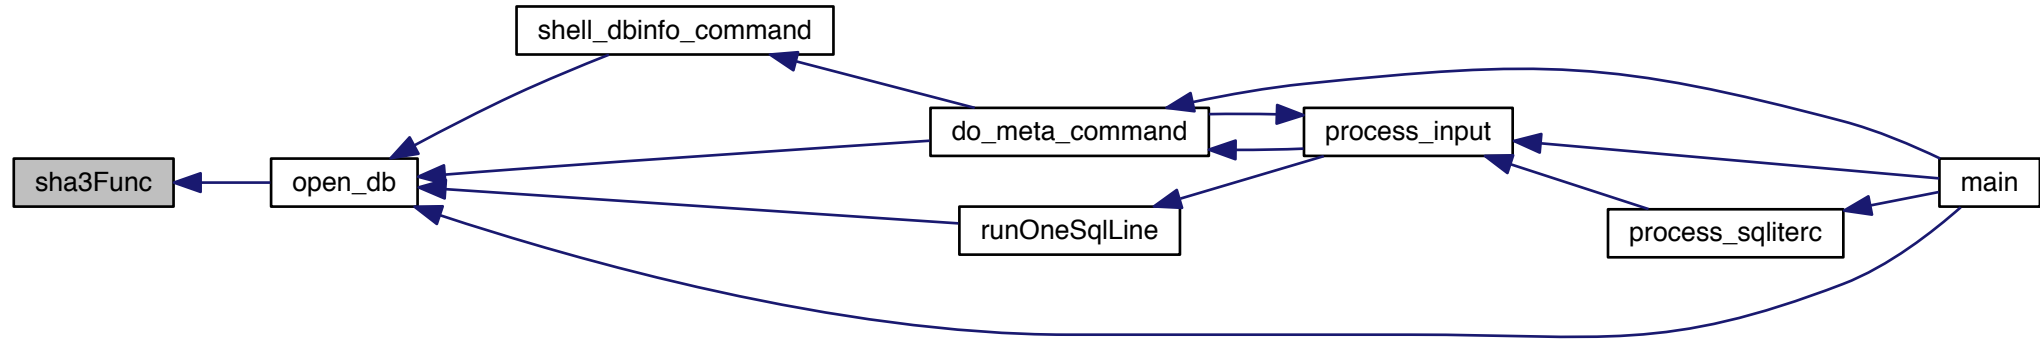 shell_dbinfo_command
do_meta_command
process_input
sha3Func
open_db
main
runOneSqlLine
process_sqliterc